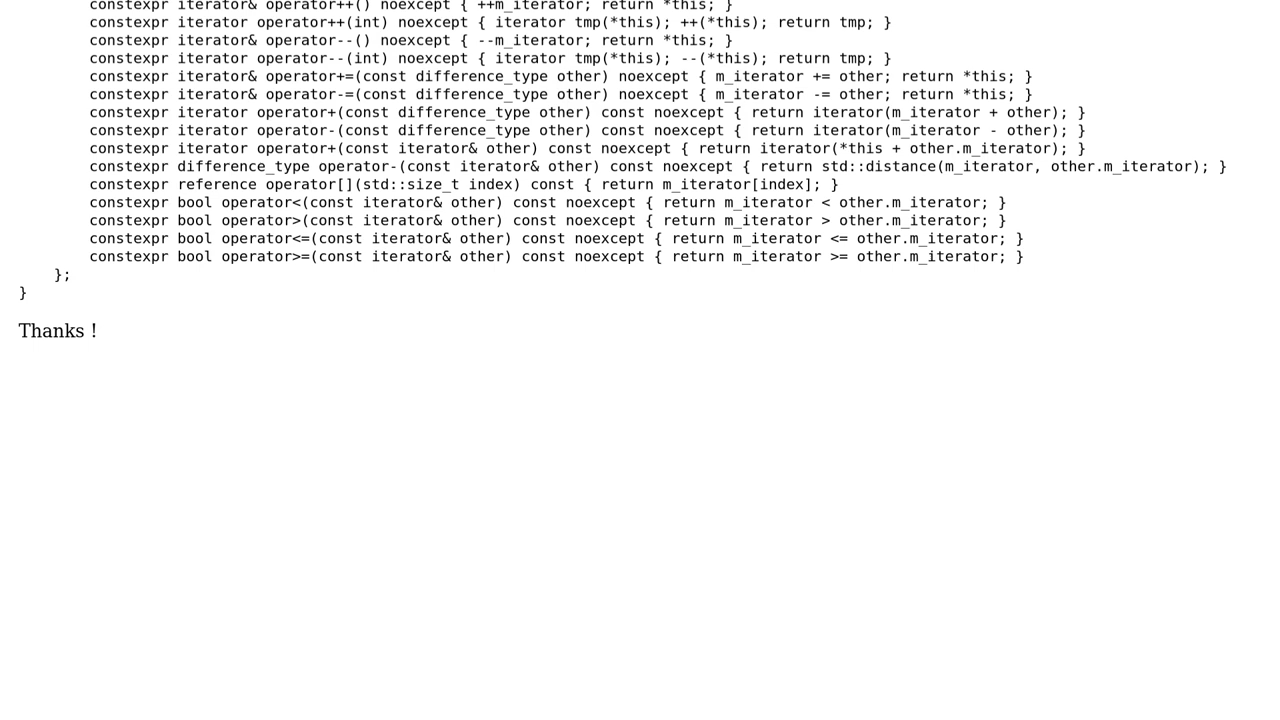 constexpr iterator& operator++() noexcept { ++m_iterator; return *this; }
constexpr iterator operator++(int) noexcept { iterator tmp(*this); ++(*this); return tmp; }
constexpr iterator& operator--() noexcept { --m_iterator; return *this; }
constexpr iterator operator--(int) noexcept { iterator tmp(*this); --(*this); return tmp; }
constexpr iterator& operator+=(const difference_type other) noexcept { m_iterator += other; return *this; }
constexpr iterator& operator-=(const difference_type other) noexcept { m_iterator -= other; return *this; }
constexpr iterator operator+(const difference_type other) const noexcept { return iterator(m_iterator + other); }
constexpr iterator operator-(const difference_type other) const noexcept { return iterator(m_iterator - other); }
constexpr iterator operator+(const iterator& other) const noexcept { return iterator(*this + other.m_iterator); }
constexpr difference_type operator-(const iterator& other) const noexcept { return std::distance(m_iterator, other.m_iterator); }
constexpr reference operator[](std::size_t index) const { return m_iterator[index]; }
constexpr bool operator<(const iterator& other) const noexcept { return m_iterator < other.m_iterator; }
constexpr bool operator>(const iterator& other) const noexcept { return m_iterator > other.m_iterator; }
constexpr bool operator<=(const iterator& other) const noexcept { return m_iterator <= other.m_iterator; }
constexpr bool operator>=(const iterator& other) const noexcept { return m_iterator >= other.m_iterator; }
};
}
Thanks !